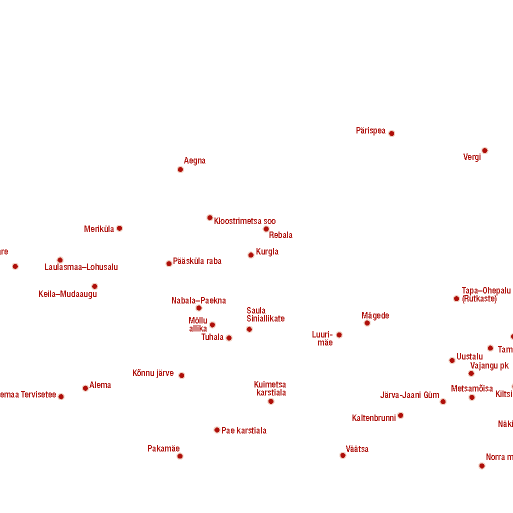 Pärispea
Vergi
Aegna
Kloostrimetsa soo
Meriküla
Rebala
Kurgla
Pääsküla raba
Laulasmaa–Lohusalu
Keila–Mudaaugu
Tapa–Ohepalu
(Rutkaste)
Nabala–Paekna
Saula
Siniallikate
Mägede
Mõllu
allika
Tuhala
Luuri-
mäe
Tam
Uustalu
Vajangu pk
Kõnnu järve
Alema
Kuimetsa
karstiala
emaa Tervisetee
Järva-Jaani Güm
Metsamõisa
Kiltsi
Kaltenbrunni
Näki
Pae karstiala
Pakamäe
Väätsa
Norra m